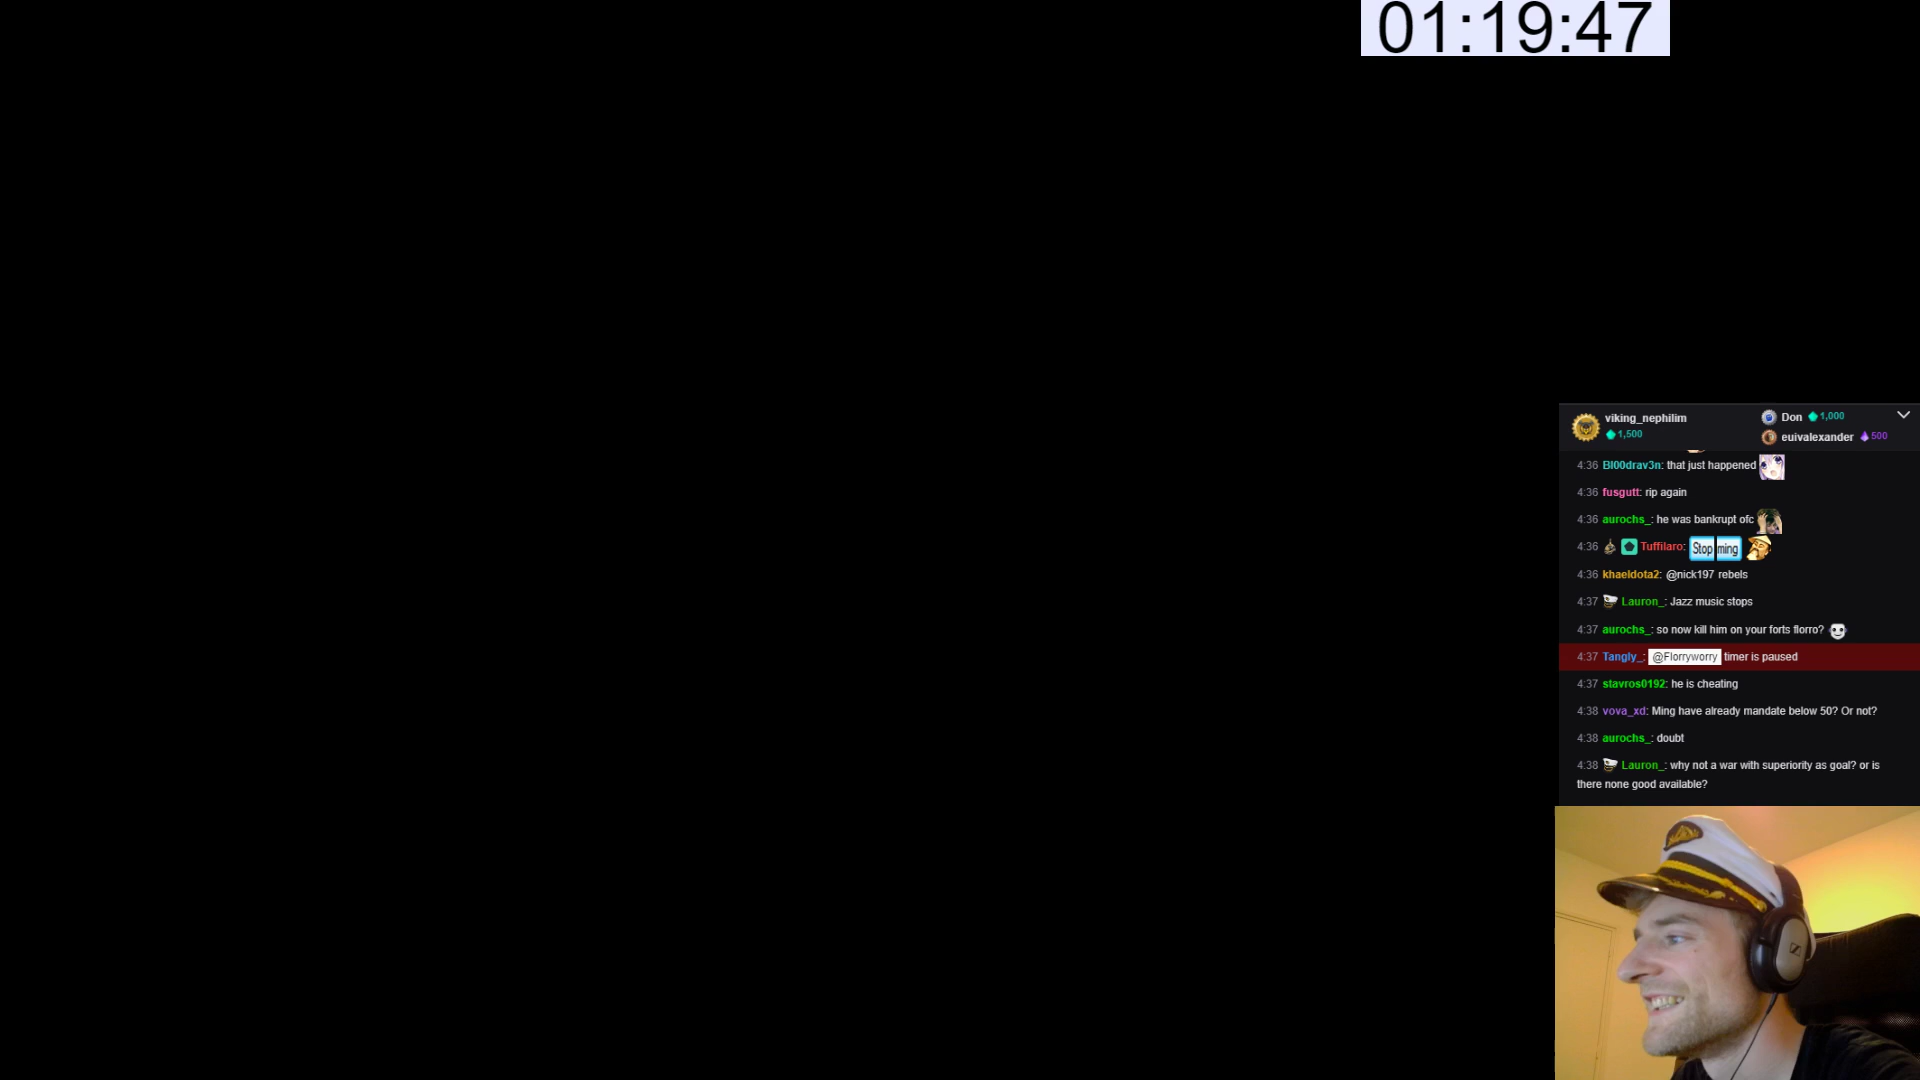 01:19:47
viking_nephilim
1,500
Don 1,000
euivalexander 500
4:36 Bl00drav3n: that just happened
4:36 fusgutt: rip again
4:36 aurochs_: he was bankrupt ofc
4:36 Tuffilaro: Stop ming
4:36 khaeldota2: @nick197 rebels
4:37 Lauron_: Jazz music stops
4:37 aurochs_: so now kill him on your forts florro?
4:37 Tangly_: @Florryworry timer is paused
4:37 stavros0192: he is cheating
4:38 vova_xd: Ming have already mandate below 50? Or not?
4:38 aurochs_: doubt
4:38 Lauron_: why not a war with superiority as goal? or is
there none good available?